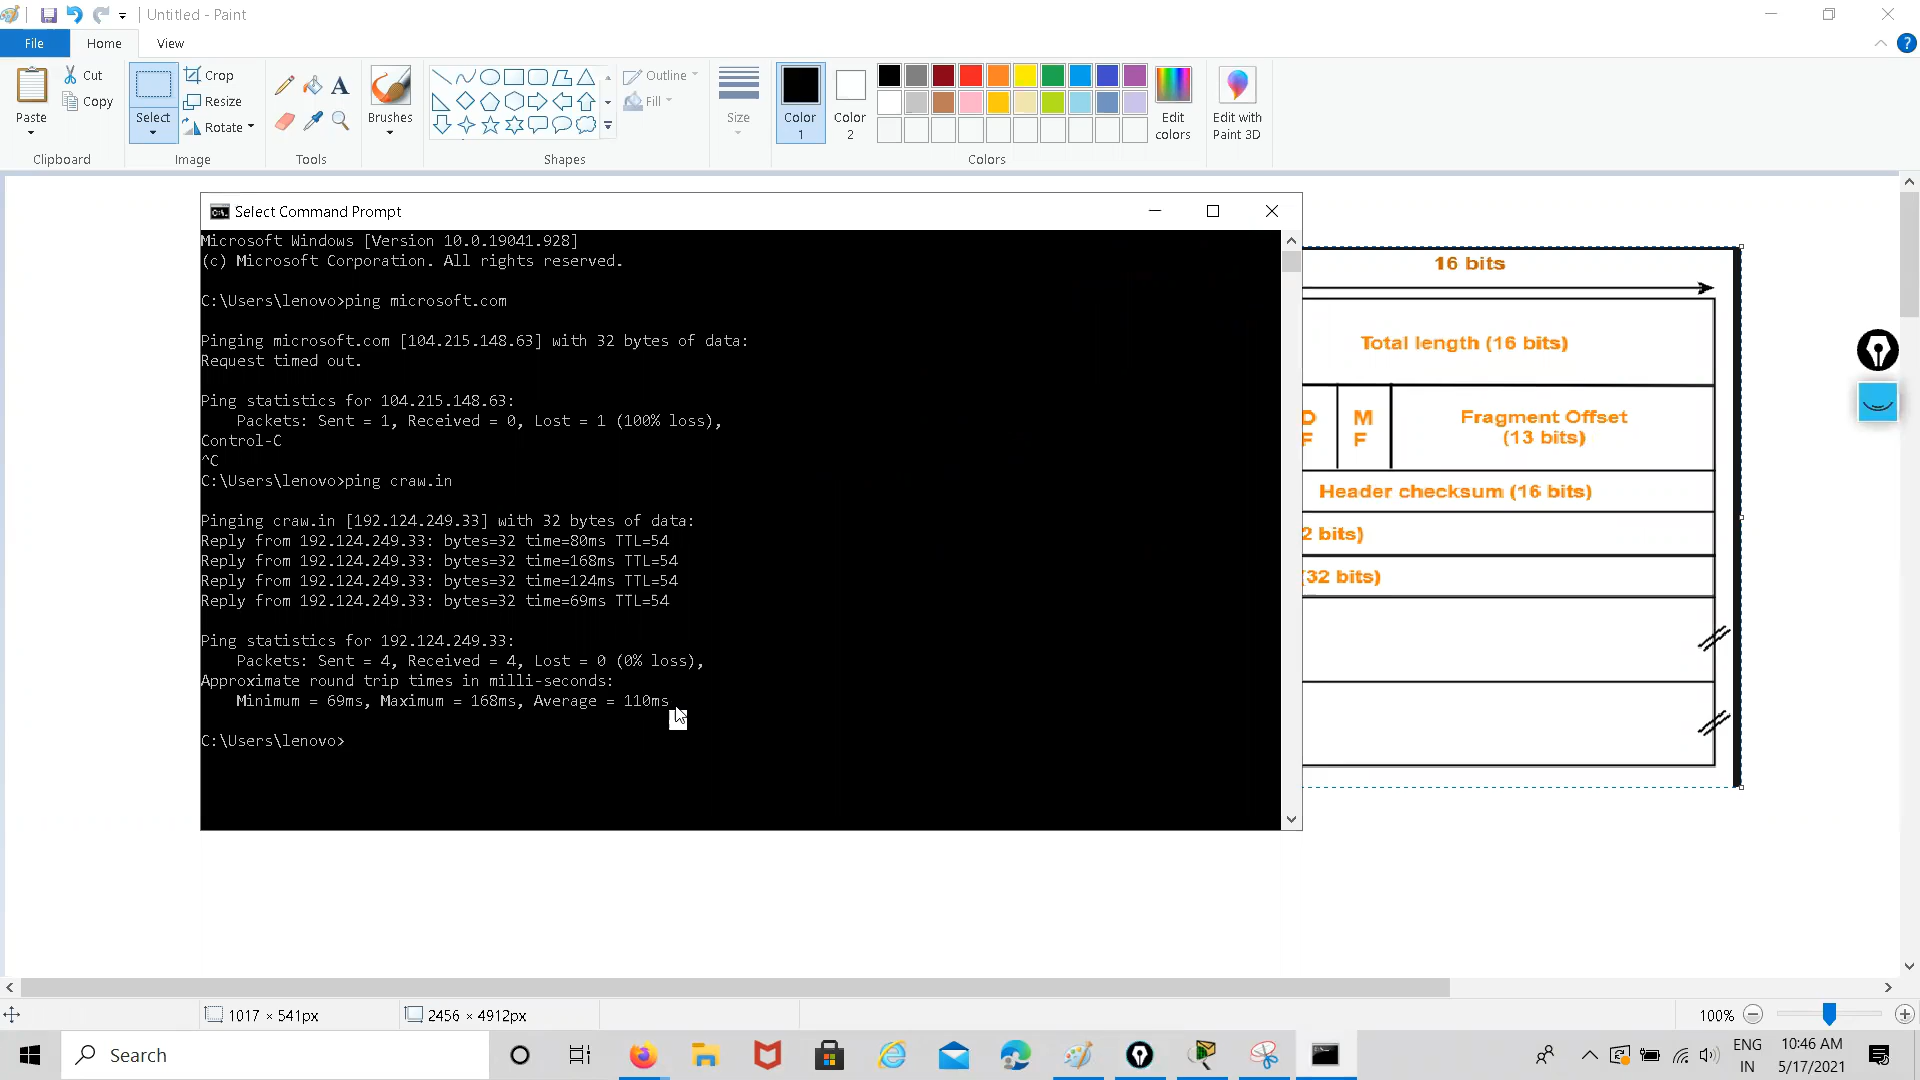 Untitled - Paint
File Home View
Paste
Cut
Copy
Clipboard
Select
Crop
Resize
Rotate
Image
A
Tools
Brushes
Outline
Fill
Shapes
Size
Color 1
Color 2
Colors
Edit colors
Edit with Paint 3D
?
C:\.
Select Command Prompt
Microsoft Windows [Version 10.0.19041.928]
(c) Microsoft Corporation. All rights reserved.
C:\Users\lenovo>ping microsoft.com
Pinging microsoft.com [104.215.148.63] with 32 bytes of data:
Request timed out.
Ping statistics for 104.215.148.63:
Packets: Sent = 1, Received = 0, Lost = 1 (100% loss),
Control-C
^C
C:\Users\lenovo>ping craw.in
Pinging craw.in [192.124.249.33] with 32 bytes of data:
Reply from 192.124.249.33: bytes=32 time=80ms TTL=54
Reply from 192.124.249.33: bytes=32 time=168ms TTL=54
Reply from 192.124.249.33: bytes=32 time=124ms TTL=54
Reply from 192.124.249.33: bytes=32 time=69ms TTL=54
Ping statistics for 192.124.249.33:
Packets: Sent = 4, Received = 4, Lost = 0 (0% loss),
Approximate round trip times in milli-seconds:
Minimum = 69ms, Maximum = 168ms, Average = 110ms
C:\Users\lenovo>
16 bits
Total length (16 bits)
D
F
M
F
Fragment Offset
(13 bits)
Header checksum (16 bits)
2 bits)
(32 bits)
1017 × 541px
2456 × 4912px
100%
Search
ENG
IN
10:46 AM
5/17/2021